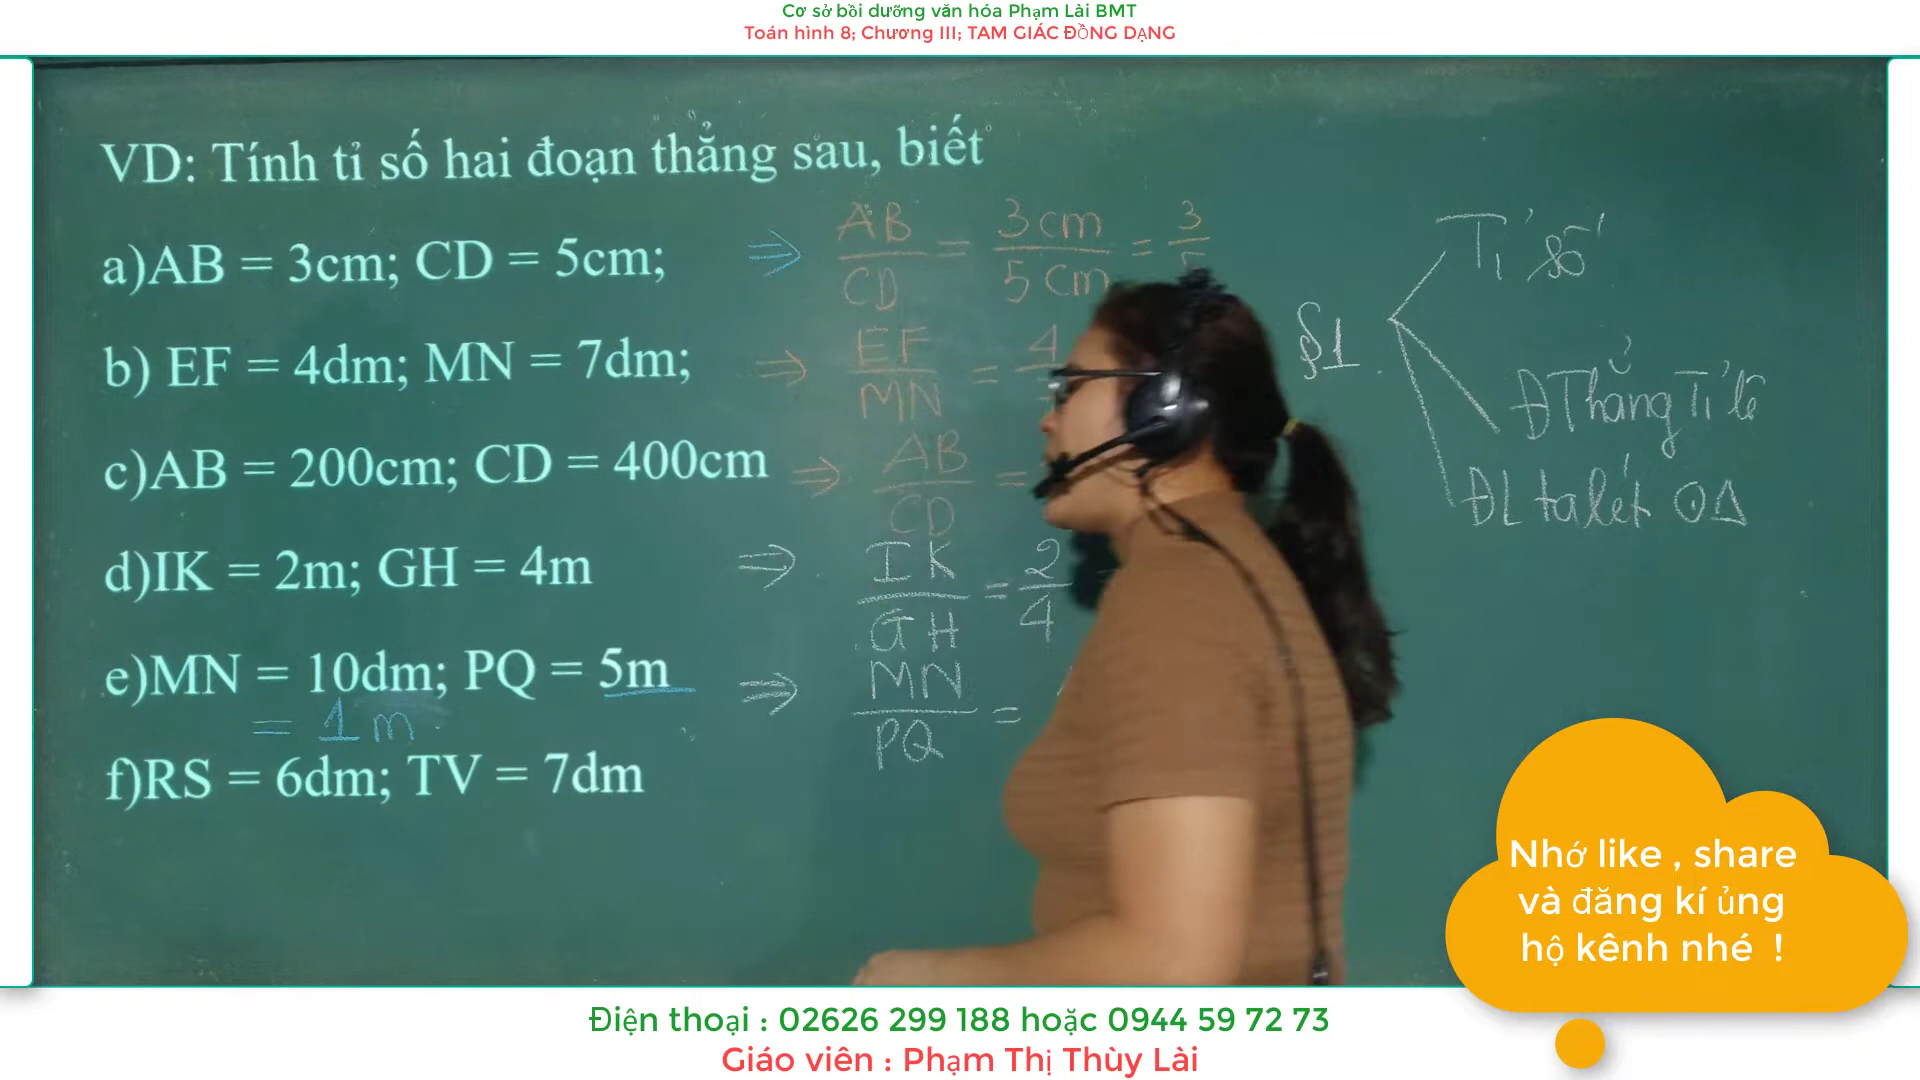 Cơ sở bồi dưỡng văn hóa Phạm Lài BMT
Toán hình 8; Chương III; TAM GIÁC ĐỒNG DẠNG
VD: Tính tỉ số hai đoạn thẳng sau, biết
a)AB = 3cm; CD = 5cm;
⇒ AB/CD = 3cm/5cm = 3/
b) EF = 4dm; MN = 7dm;
⇒ EF/MN = 4/
c)AB = 200cm; CD = 400cm
⇒ AB/CD =
d)IK = 2m; GH = 4m
⇒ IK/GH = 2/4
e)MN = 10dm; PQ = 5m
= 1m
⇒ MN/PQ =
f)RS = 6dm; TV = 7dm
§1.
Tỉ số
ĐThẳng Tỉ lệ
ĐL talét Δ
Nhớ like , share
và đăng kí ủng
hộ kênh nhé !
Điện thoại : 02626 299 188 hoặc 0944 59 72 73
Giáo viên : Phạm Thị Thùy Lài